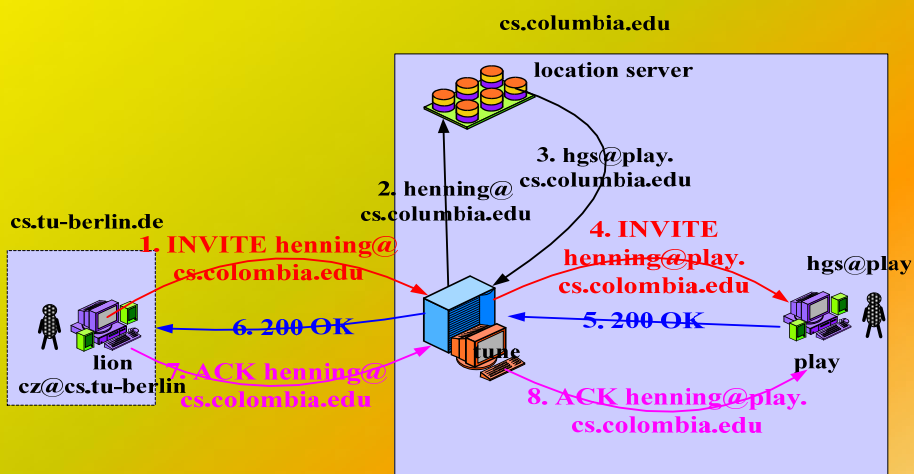 cs.columbia.edu
location server
3. hgs@play.
cs.columbia.edu
2. henning@
cs.columbia.edu
cs.tu-berlin.de
1. INVITE henning@
cs.colombia.edu
4. INVITE
henning@play.
cs.colombia.edu
hgs@play
6. 200 OK
5. 200 OK
tune
lion
cz@cs.tu-berlin
play
7. ACK henning@
cs.colombia.edu
8. ACK henning@play.
cs.colombia.edu